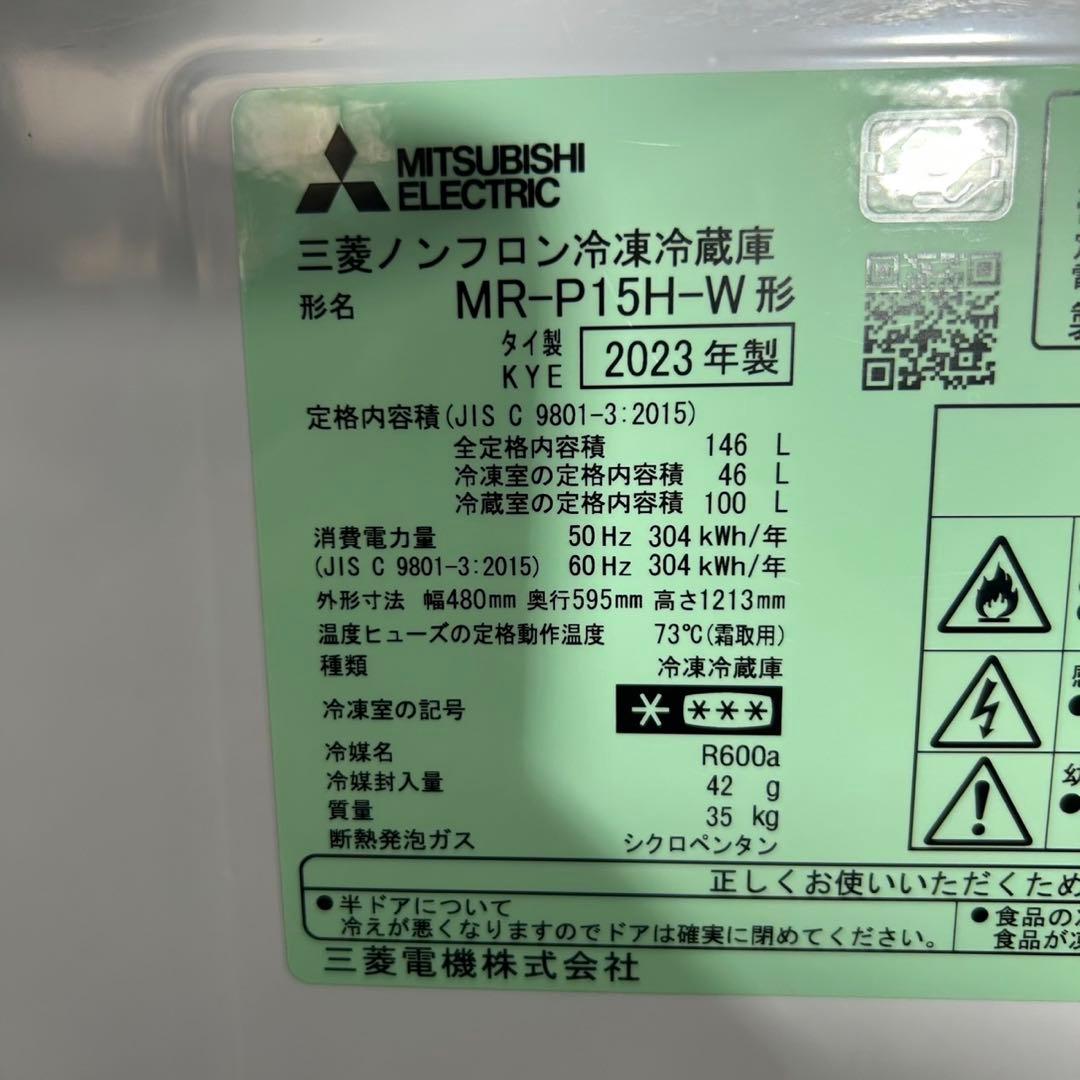 MITSUBISHI
ELECTRIC
三菱ノンフロン冷凍冷蔵庫
形名 MR-P15H-W形
タイ製
KYE 2023年製
定格内容積(JIS C 9801-3:2015)
全定格内容積 146 L
冷凍室の定格内容積 46 L
冷蔵室の定格内容積 100 L
消費電力量 50Hz 304kWh/年
(JIS C 9801-3:2015) 60Hz 304kWh/年
外形寸法 幅480mm 奥行595mm 高さ1213mm
温度ヒューズの定格動作温度 73℃(霜取用)
種類 冷凍冷蔵庫
冷凍室の記号
冷媒名 R600a
冷媒封入量 42 g
質量 35 kg
断熱発泡ガス シクロペンタン
正しくお使いいただくため
●半ドアについて
冷えが悪くなりますのでドアは確実に閉めてください。
●食品の
食品が
三菱電機株式会社